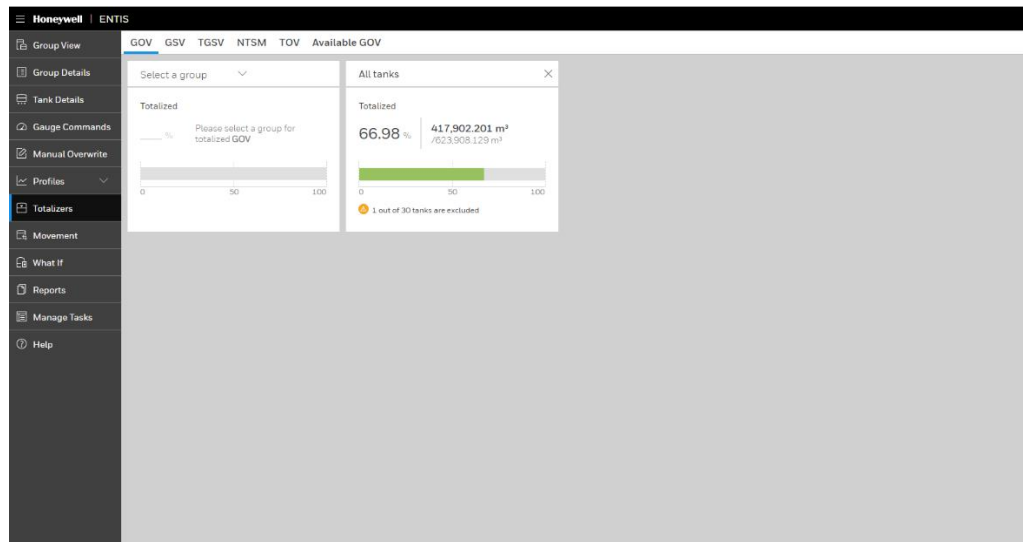 Honeywell | ENTIS
Group View
Group Details
Tank Details
Gauge Commands
Manual Overwrite
Profiles
Totalizers
Movement
What If
Reports
Manage Tasks
Help
GOV GSV TGSV NTSM TOV Available GOV
Select a group
Totalized
%
Please select a group for
totalized GOV
0 50 100
All tanks
Totalized
66.98 %
417,902.201 m³
/623,908.129 m³
0 50 100
1 out of 30 tanks are excluded